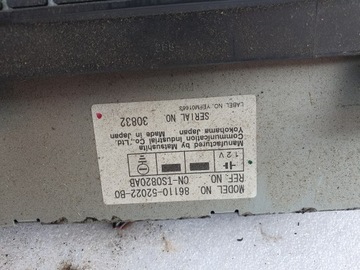 MODEL NO. 86110-52022-B0
REF. NO. CN-TS0820AB
12V
Manufactured by Matsushita
Communication Industrial Co., Ltd.
Yokohama Japan Made in Japan
SERIAL NO. 30832
LABEL NO. YEFM01663